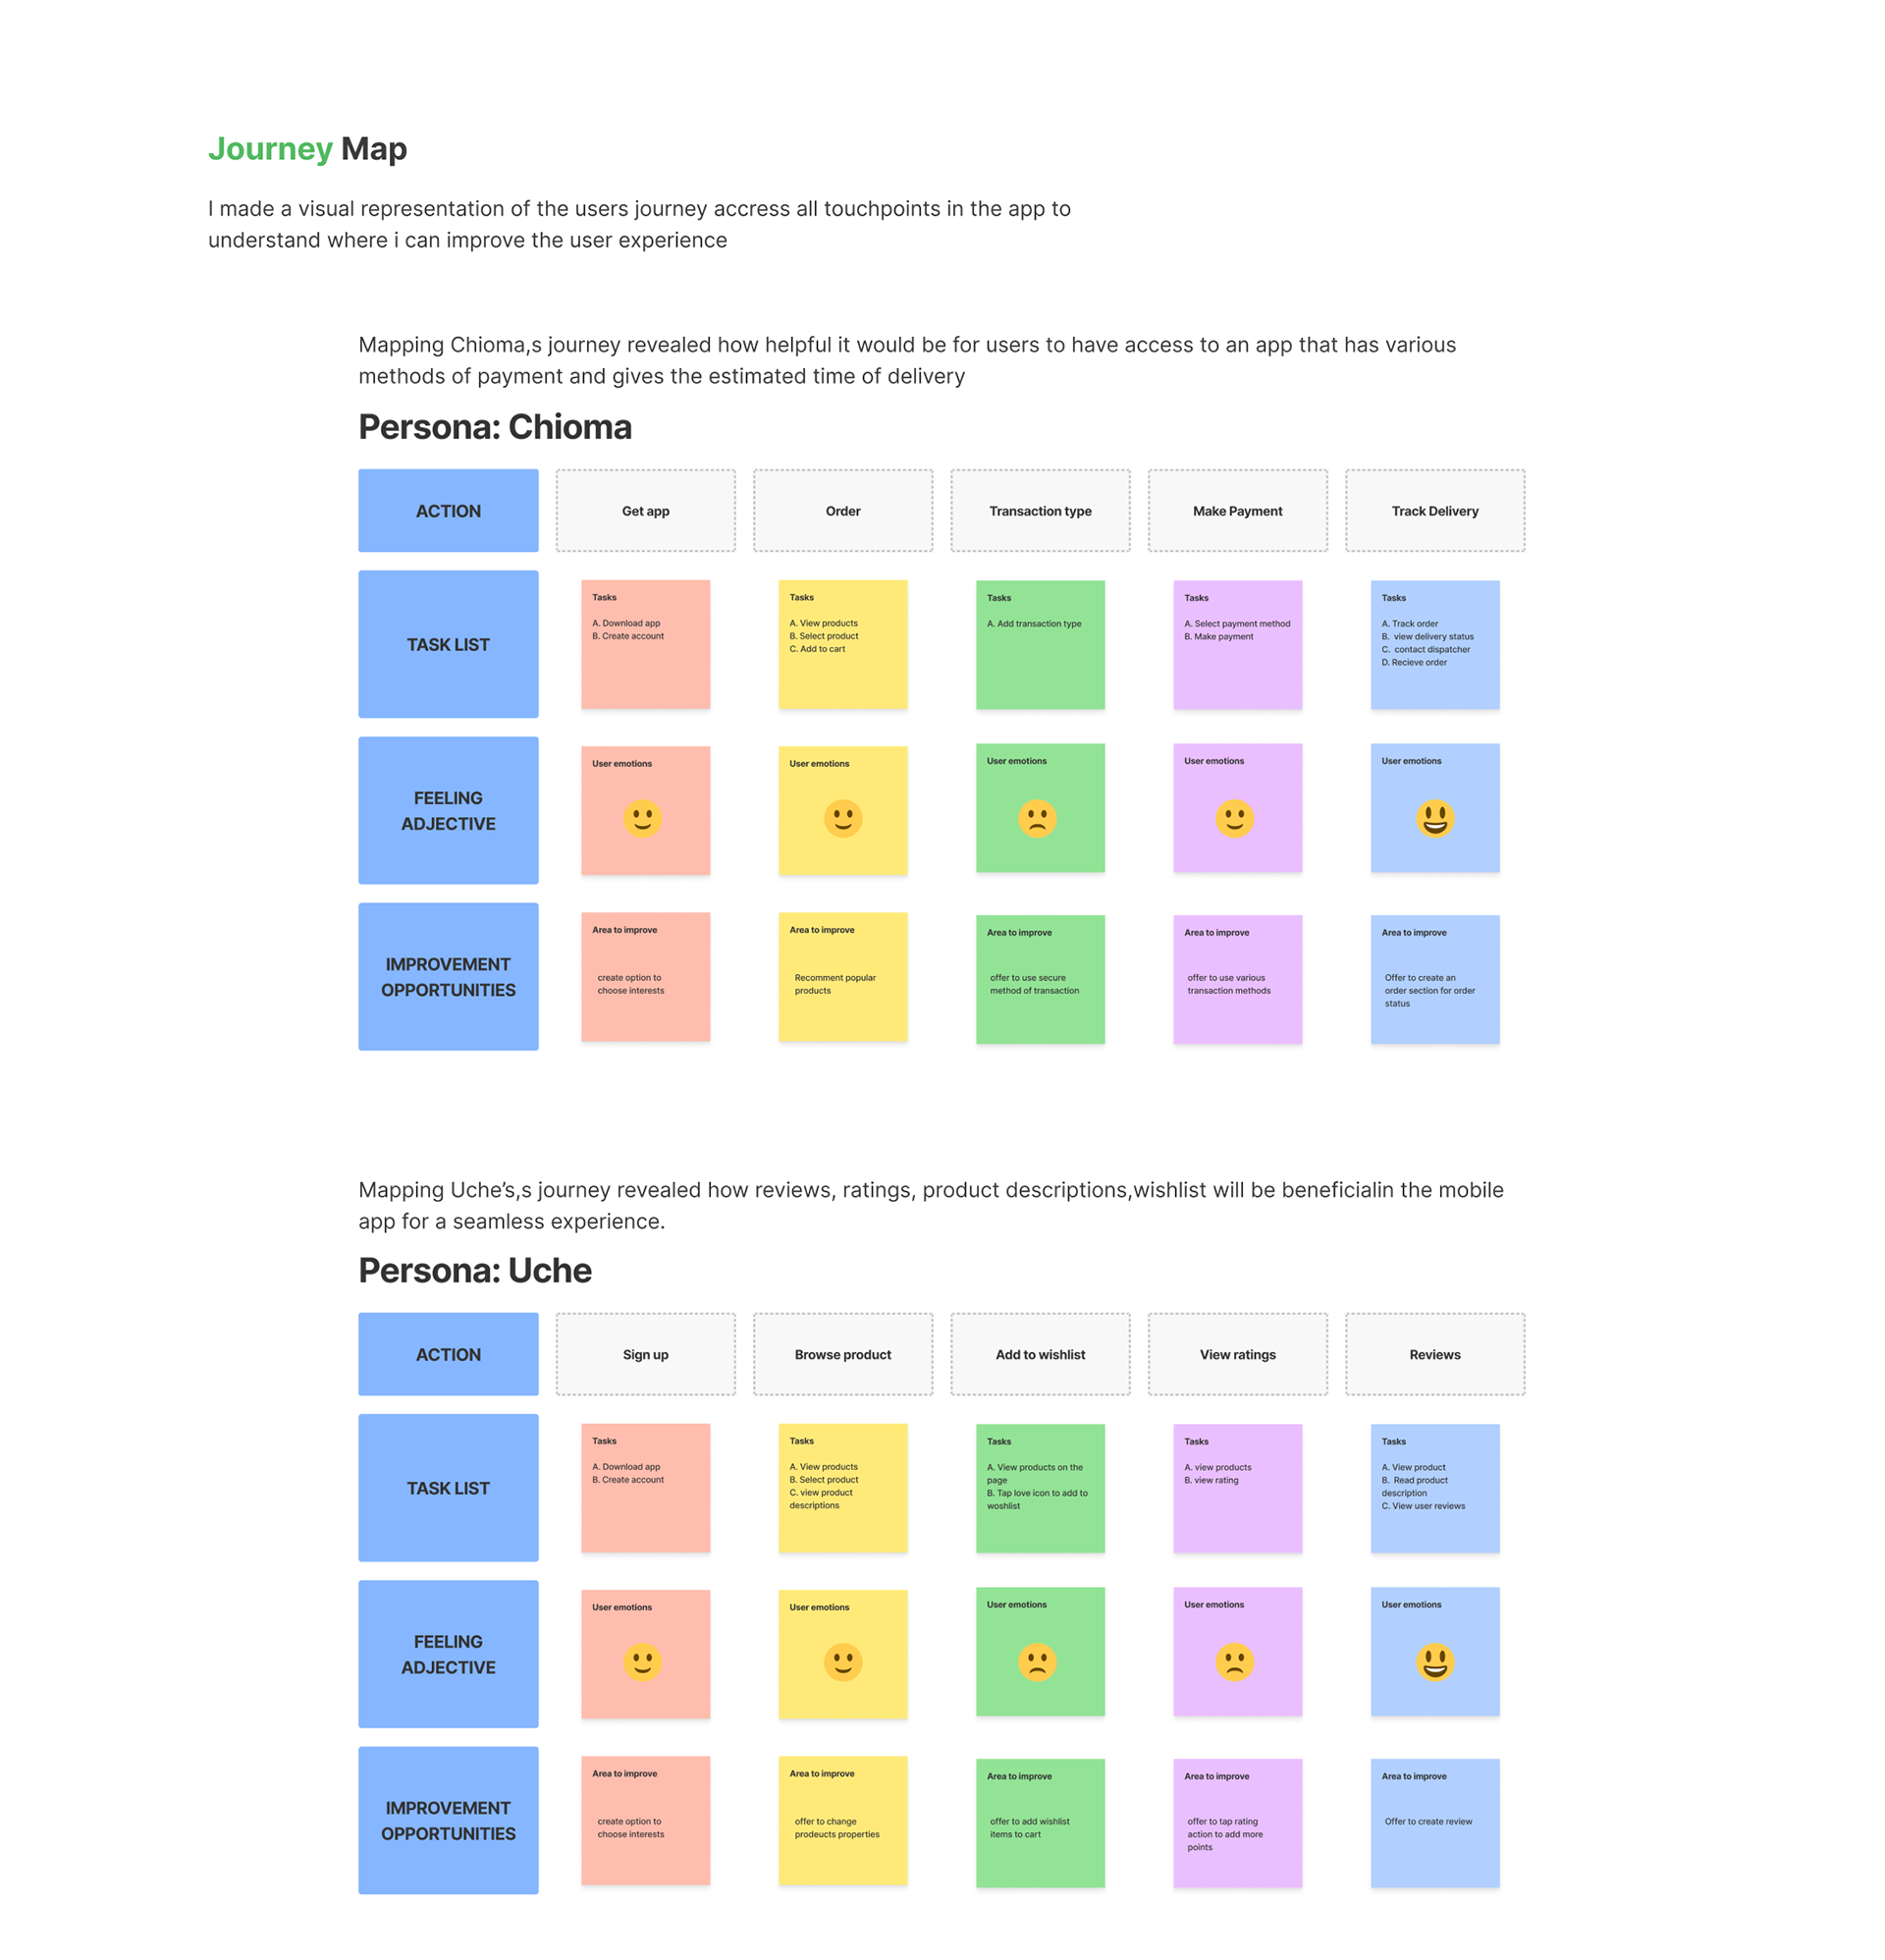 Journey Map
I made a visual representation of the users journey accress all touchpoints in the app to
understand where i can improve the user experience
Mapping Chioma,s journey revealed how helpful it would be for users to have access to an app that has various
methods of payment and gives the estimated time of delivery
Persona: Chioma
ACTION
Get app
Order
Transaction type
Make Payment
Track Delivery
TASK LIST
Tasks
A. Download app
B. Create account
Tasks
A. View products
B. Select product
C. Add to cart
Tasks
A. Add transaction type
Tasks
A. Select payment method
B. Make payment
Tasks
A. Track order
B. view delivery status
C. contact dispatcher
D. Recieve order
FEELING
ADJECTIVE
User emotions
User emotions
User emotions
User emotions
User emotions
IMPROVEMENT
OPPORTUNITIES
Area to improve
create option to
choose interests
Area to improve
Recomment popular
products
Area to improve
offer to use secure
method of transaction
Area to improve
offer to use various
transaction methods
Area to improve
Offer to create an
order section for order
status
Mapping Uche’s,s journey revealed how reviews, ratings, product descriptions,wishlist will be beneficialin the mobile
app for a seamless experience.
Persona: Uche
ACTION
Sign up
Browse product
Add to wishlist
View ratings
Reviews
TASK LIST
Tasks
A. Download app
B. Create account
Tasks
A. View products
B. Select product
C. view product
descriptions
Tasks
A. View products on the
page
B. Tap love icon to add to
woshlist
Tasks
A. view products
B. view rating
Tasks
A. View product
B. Read product
description
C. View user reviews
FEELING
ADJECTIVE
User emotions
User emotions
User emotions
User emotions
User emotions
IMPROVEMENT
OPPORTUNITIES
Area to improve
create option to
choose interests
Area to improve
offer to change
prodeucts properties
Area to improve
offer to add wishlist
items to cart
Area to improve
offer to tap rating
action to add more
points
Area to improve
Offer to create review